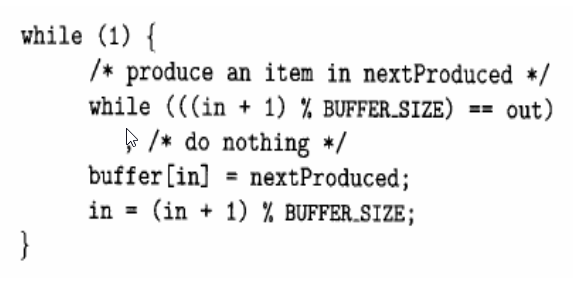 while (1) {
/* produce an item in nextProduced */
while (((in + 1) % BUFFER_SIZE) == out)
; /* do nothing */
buffer[in] = nextProduced;
in = (in + 1) % BUFFER_SIZE;
}